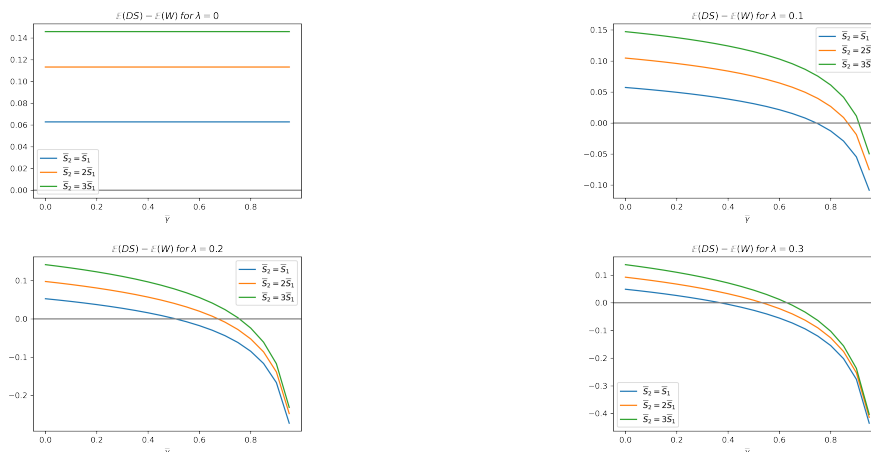 𝔼(DS) − 𝔼(W) for λ = 0
0.14
0.12
0.10
0.08
0.06
0.04
0.02
0.00
S̅₂ = S̅₁
S̅₂ = 2S̅₁
S̅₂ = 3S̅₁
0.0 0.2 0.4 0.6 0.8
γ̅
𝔼(DS) − 𝔼(W) for λ = 0.1
0.15
0.10
0.05
0.00
−0.05
−0.10
S̅₂ = S̅₁
S̅₂ = 2S̅
S̅₂ = 3S̅
0.0 0.2 0.4 0.6 0.8
γ̅
𝔼(DS) − 𝔼(W) for λ = 0.2
0.1
0.0
−0.1
−0.2
S̅₂ = S̅₁
S̅₂ = 2S̅₁
S̅₂ = 3S̅₁
0.0 0.2 0.4 0.6 0.8
𝔼(DS) − 𝔼(W) for λ = 0.3
0.1
0.0
−0.1
−0.2
−0.3
−0.4
S̅₂ = S̅₁
S̅₂ = 2S̅₁
S̅₂ = 3S̅₁
0.0 0.2 0.4 0.6 0.8